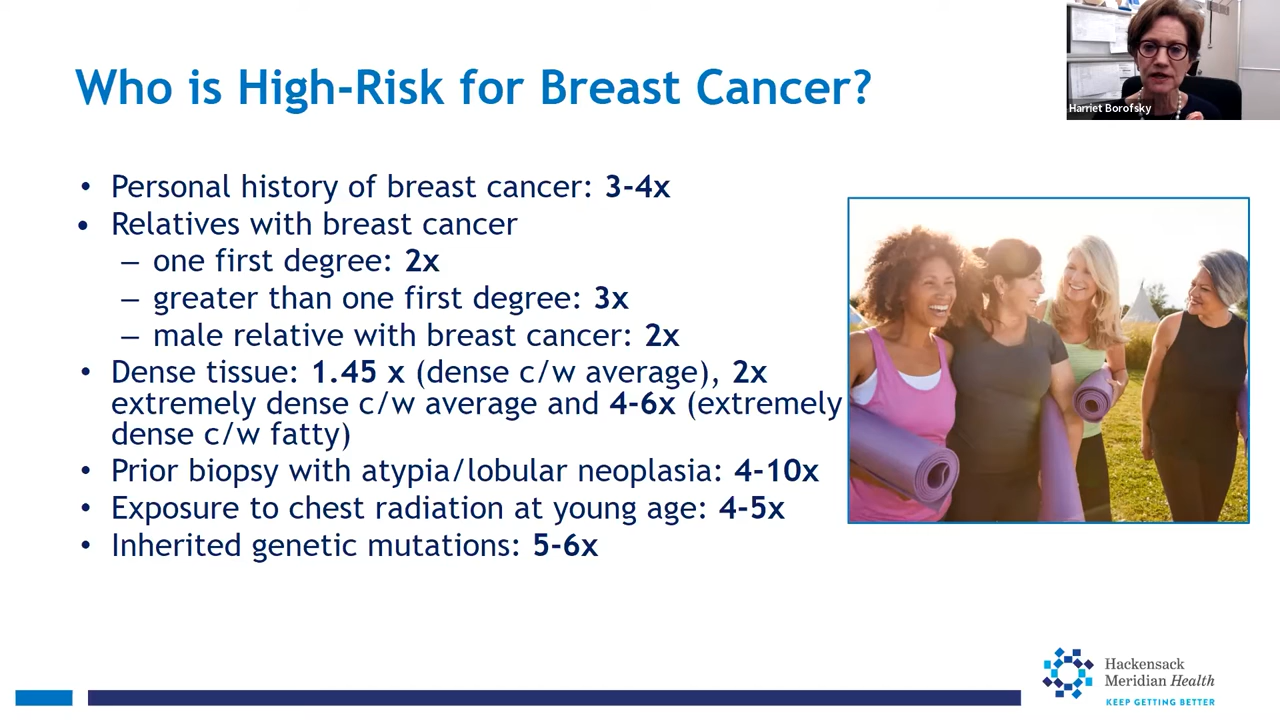 Who is High-Risk for Breast Cancer?
Harriet Borofsky
• Personal history of breast cancer: 3-4x
• Relatives with breast cancer
– one first degree: 2x
– greater than one first degree: 3x
– male relative with breast cancer: 2x
• Dense tissue: 1.45 x (dense c/w average), 2x
extremely dense c/w average and 4-6x (extremely
dense c/w fatty)
• Prior biopsy with atypia/lobular neoplasia: 4-10x
• Exposure to chest radiation at young age: 4-5x
• Inherited genetic mutations: 5-6x
Hackensack
Meridian Health
KEEP GETTING BETTER